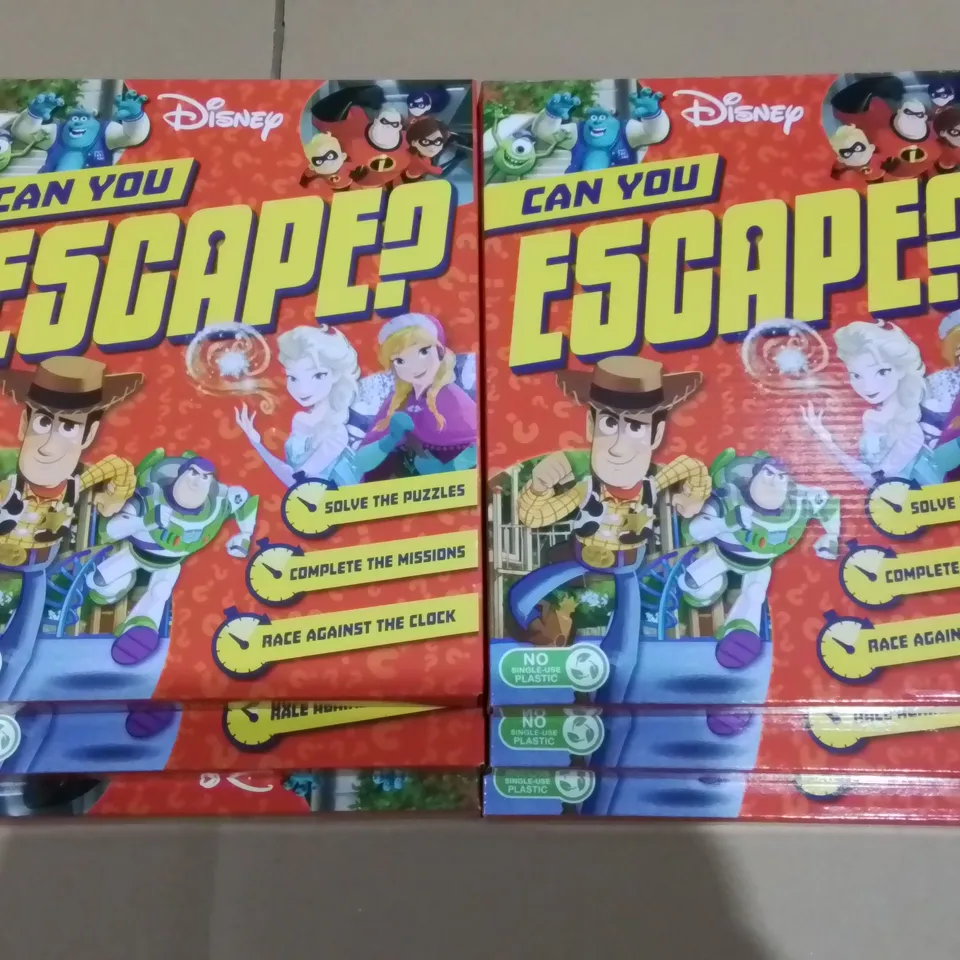 Disney
CAN YOU
ESCAPE?
SOLVE THE PUZZLES
COMPLETE THE MISSIONS
RACE AGAINST THE CLOCK
Disney
CAN YOU
ESCAPE?
SOLVE
COMPLETE
RACE AGAIN
NO
SINGLE-USE
PLASTIC
NO
SINGLE-USE
PLASTIC
SINGLE-USE
PLASTIC